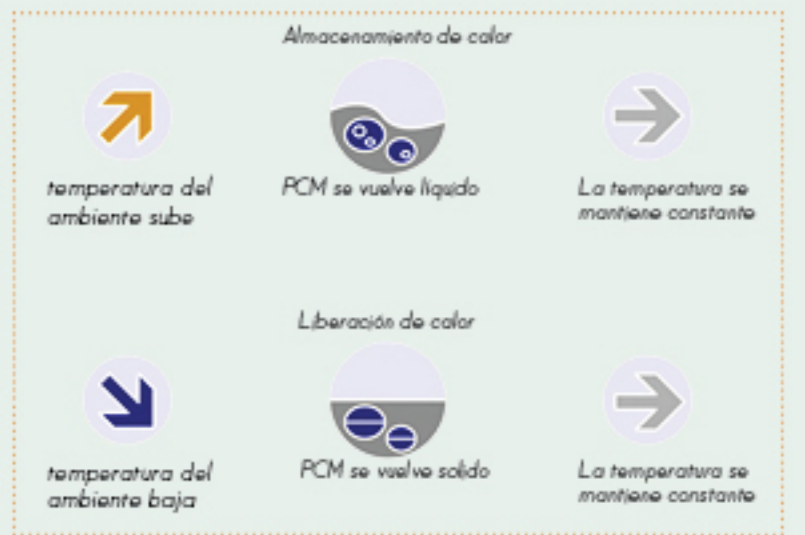 Almacenamiento de calor
temperatura del
ambiente sube
PCM se vuelve líquido
La temperatura se
mantiene constante
Liberación de calor
temperatura del
ambiente baja
PCM se vuelve solido
La temperatura se
mantiene constante